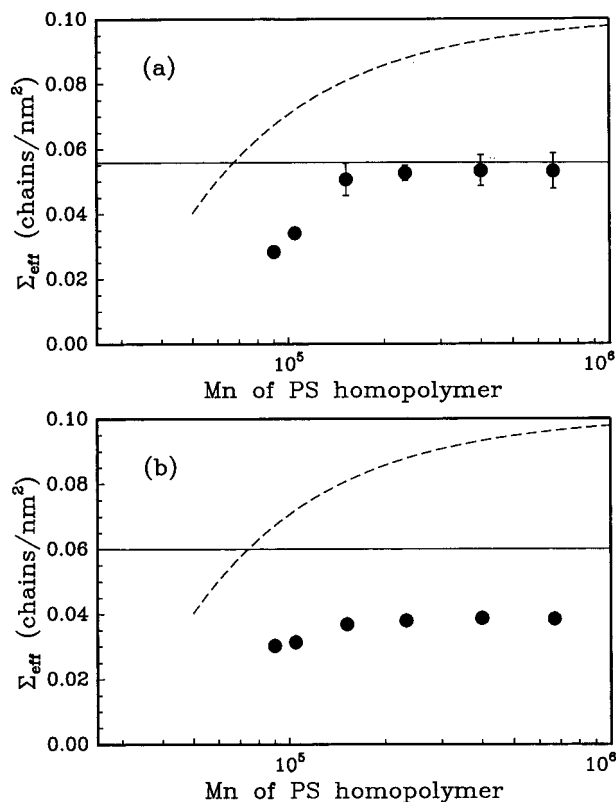 0.10
(a)
0.08
0.06
0.04
0.02
0.00
Σeff (chains/nm²)
10⁵
10⁶
Mn of PS homopolymer
0.10
(b)
0.08
0.06
0.04
0.02
0.00
Σeff (chains/nm²)
10⁵
10⁶
Mn of PS homopolymer